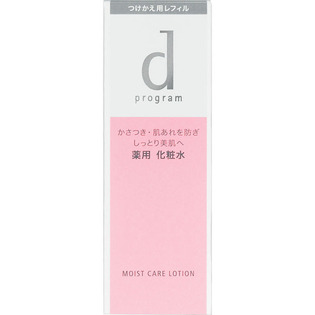 つけかえ用レフィル
d
program
かさつき・肌あれを防ぎ
しっとり美肌へ
薬用 化粧水
MOIST CARE LOTION